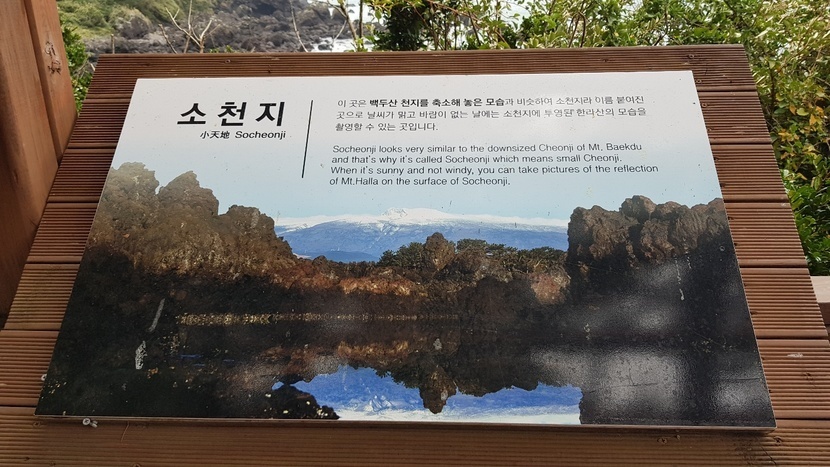 소천지
小天地 Socheonji
이 곳은 백두산 천지를 축소해 놓은 모습과 비슷하여 소천지라 이름 붙여진
곳으로 날씨가 맑고 바람이 없는 날에는 소천지에 투영된 한라산의 모습을
촬영할 수 있는 곳입니다.
Socheonji looks very similar to the downsized Cheonji of Mt. Baekdu
and that's why it's called Socheonji which means small Cheonji.
When it's sunny and not windy, you can take pictures of the reflection
of Mt.Halla on the surface of Socheonji.